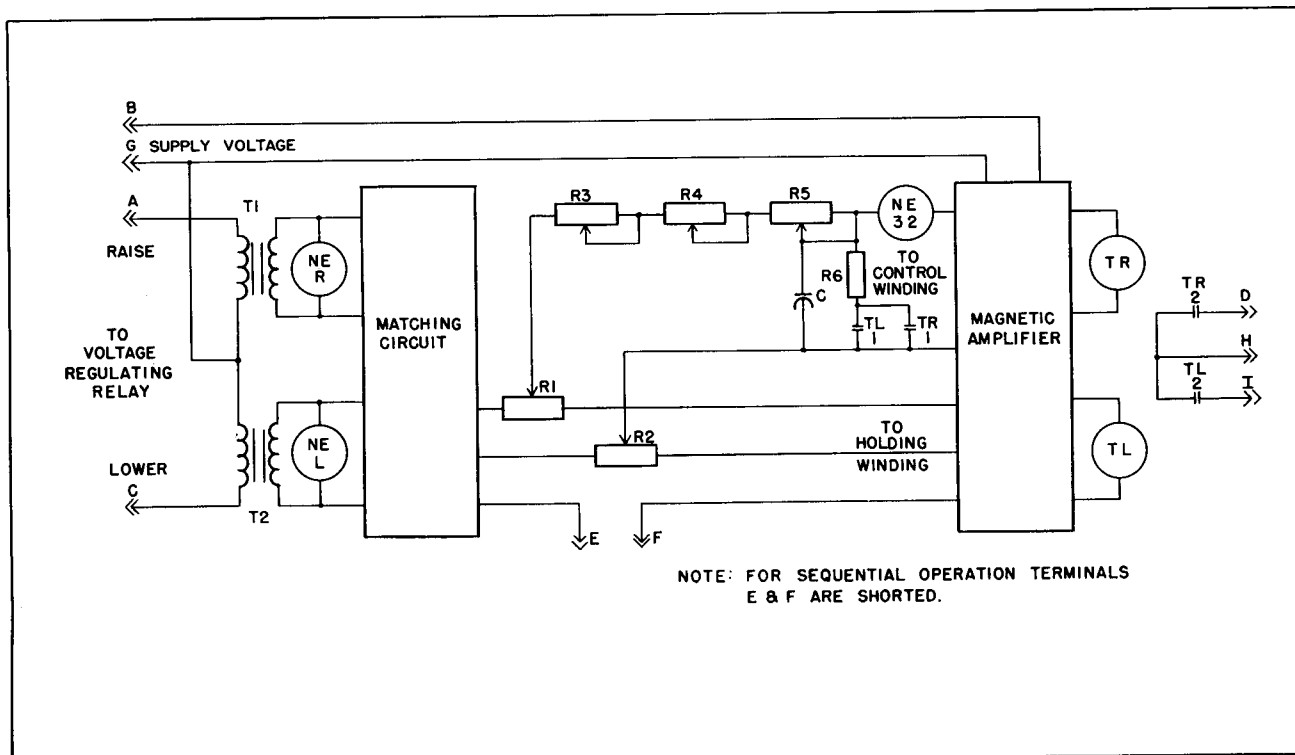 B
G SUPPLY VOLTAGE
A
T1
RAISE
NE
R
TO
VOLTAGE
REGULATING
RELAY
LOWER
C
T2
NE
L
MATCHING
CIRCUIT
R3
R4
R5
NE
32
TO
CONTROL
WINDING
R6
C
TL
1
TR
1
R1
R2
TO
HOLDING
WINDING
E
F
MAGNETIC
AMPLIFIER
TR
TL
TR
2
D
H
TL
2
I
NOTE: FOR SEQUENTIAL OPERATION TERMINALS
E & F ARE SHORTED.